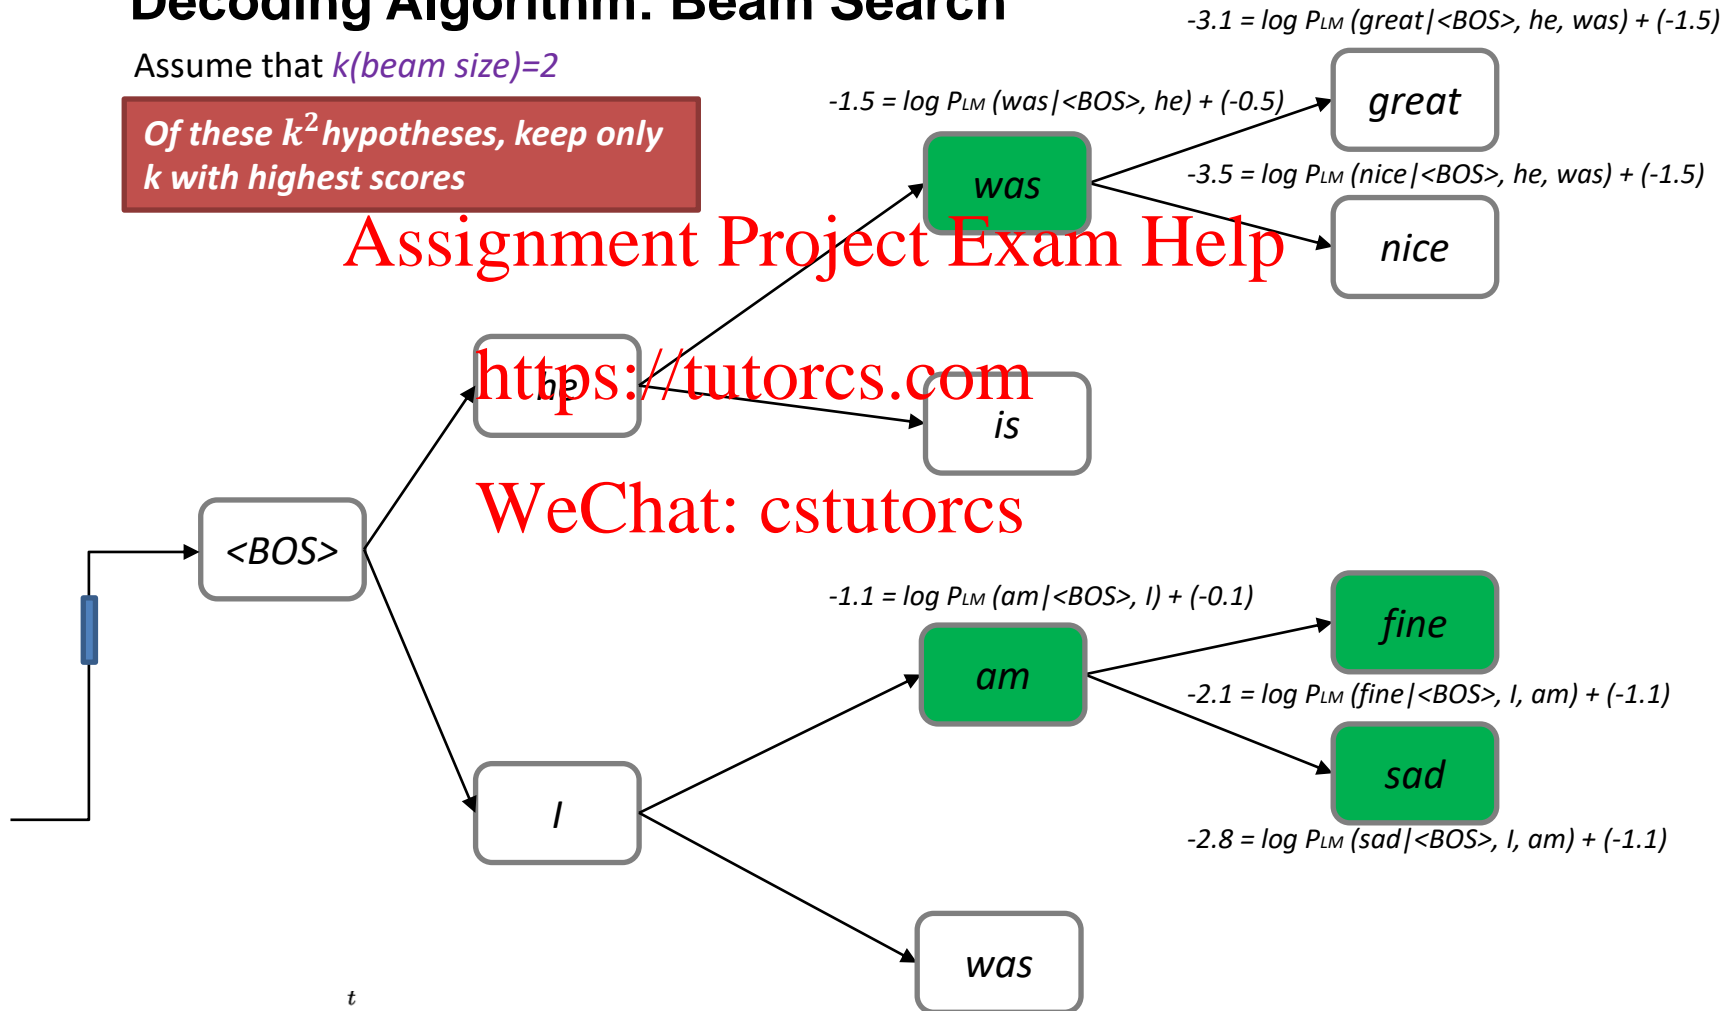 Decoding Algorithm: Beam Search
-3.1 = log PLM (great|<BOS>, he, was) + (-1.5)
Assume that k(beam size)=2
-1.5 = log PLM (was|<BOS>, he) + (-0.5)
great
Of these k² hypotheses, keep only
k with highest scores
was
-3.5 = log PLM (nice|<BOS>, he, was) + (-1.5)
Assignment Project Exam Help
nice
he
https://tutorcs.com
is
WeChat: cstutorcs
<BOS>
-1.1 = log PLM (am|<BOS>, I) + (-0.1)
fine
am
-2.1 = log PLM (fine|<BOS>, I, am) + (-1.1)
sad
I
-2.8 = log PLM (sad|<BOS>, I, am) + (-1.1)
was
t